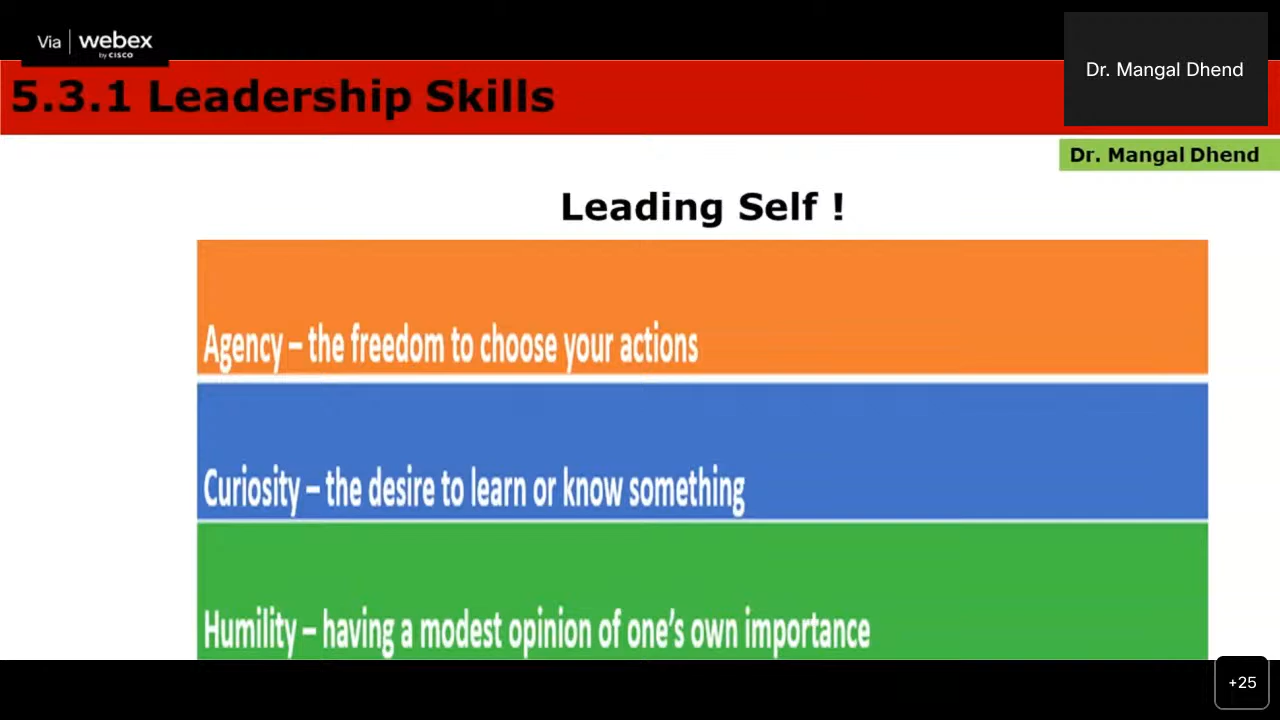 Via | webex
by CISCO
Dr. Mangal Dhend
5.3.1 Leadership Skills
Dr. Mangal Dhend
Leading Self !
Agency – the freedom to choose your actions
Curiosity – the desire to learn or know something
Humility – having a modest opinion of one’s own importance
+25